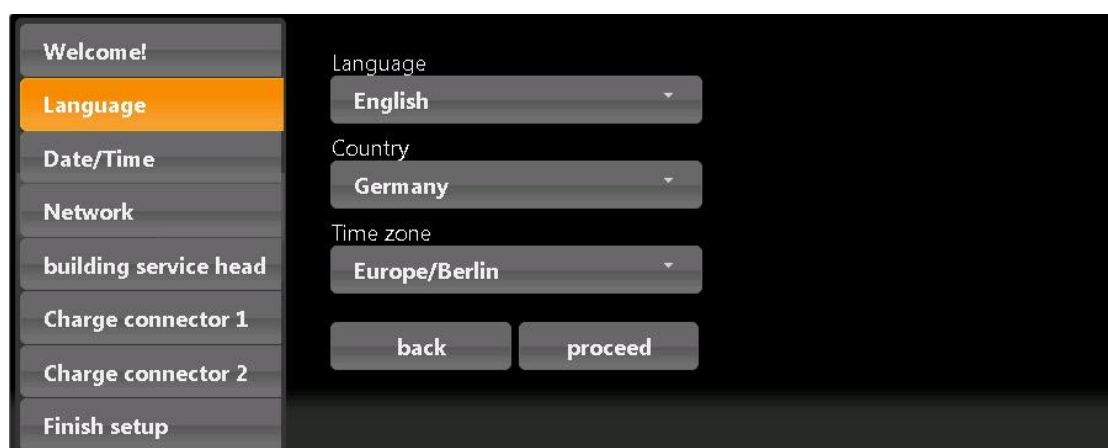 Welcome!
Language
Date/Time
Network
building service head
Charge connector 1
Charge connector 2
Finish setup
Language
English
Country
Germany
Time zone
Europe/Berlin
back
proceed